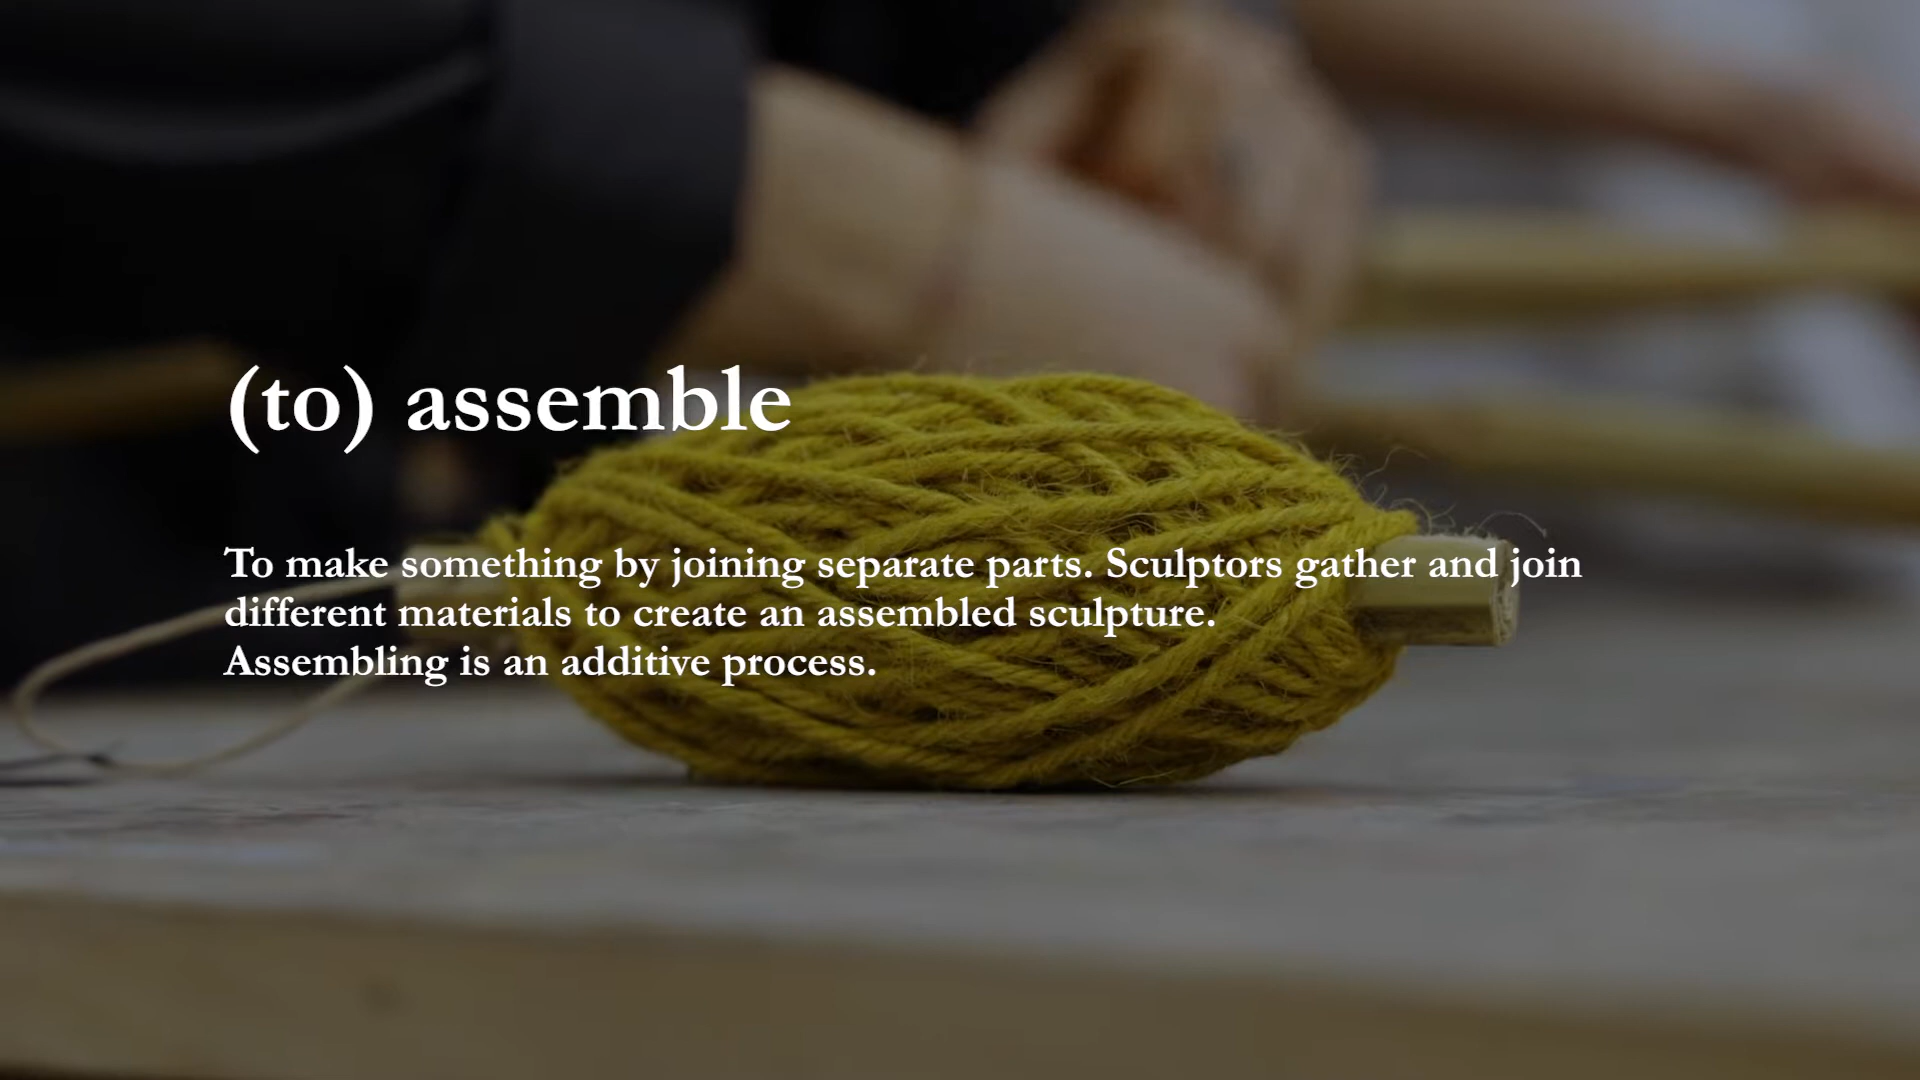 (to) assemble
To make something by joining separate parts. Sculptors gather and join
different materials to create an assembled sculpture.
Assembling is an additive process.